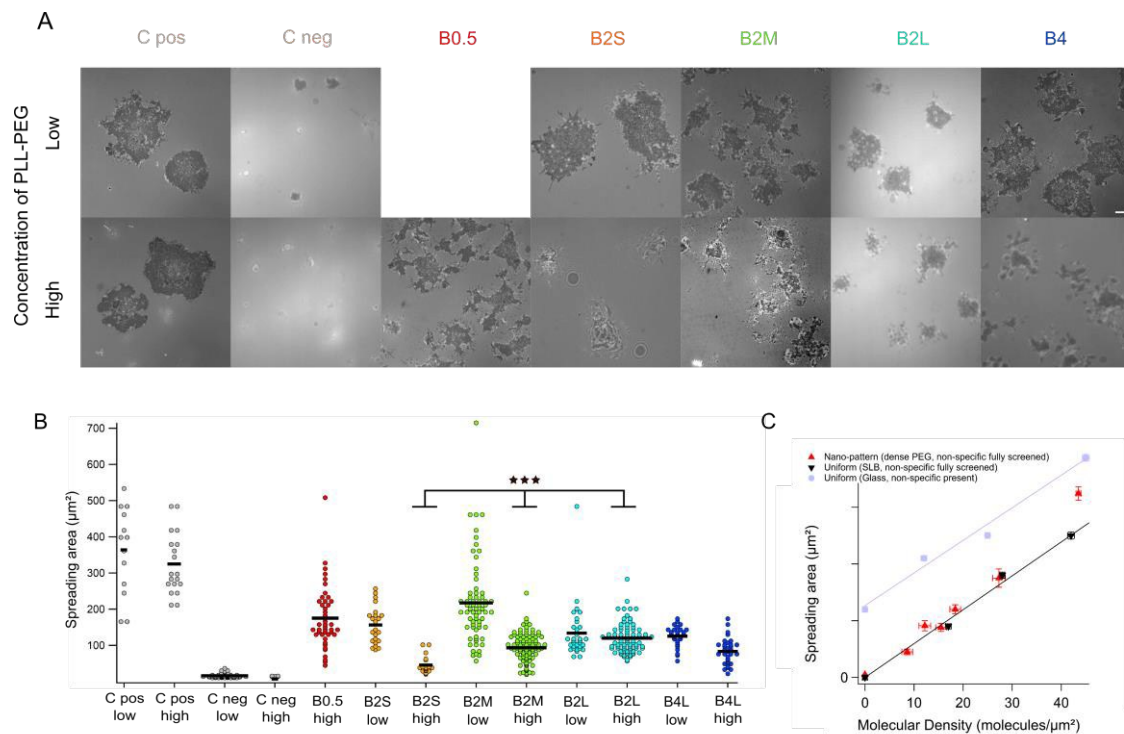 A
C pos C neg B0.5 B2S B2M B2L B4
Concentration of PLL-PEG
Low
High
B
Spreading area (µm²)
700
600
500
400
300
200
100
★★★
C pos low
C pos high
C neg low
C neg high
B0.5 high
B2S low
B2S high
B2M low
B2M high
B2L low
B2L high
B4L low
B4L high
C
Nano-pattern (dense PEG, non-specific fully screened)
Uniform (SLB, non-specific fully screened)
Uniform (Glass, non-specific present)
Spreading area (µm²)
0
0 10 20 30 40
Molecular Density (molecules/µm²)